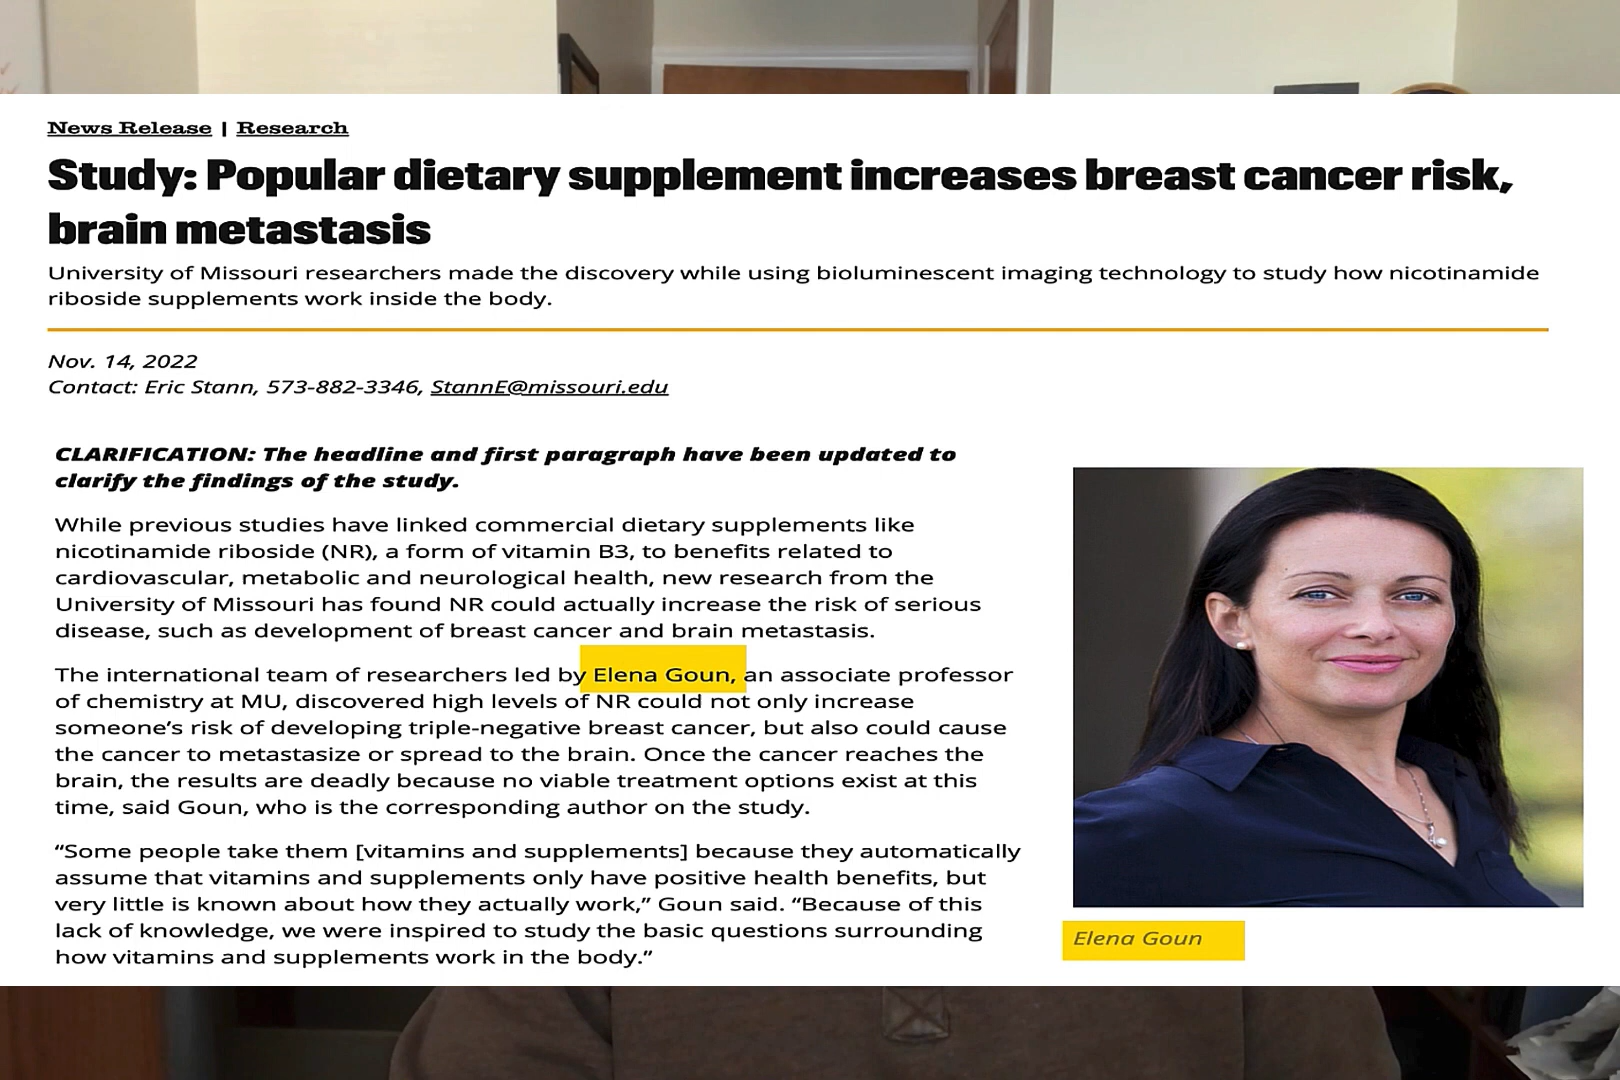 News Release | Research
Study: Popular dietary supplement increases breast cancer risk,
brain metastasis
University of Missouri researchers made the discovery while using bioluminescent imaging technology to study how nicotinamide
riboside supplements work inside the body.
Nov. 14, 2022
Contact: Eric Stann, 573-882-3346, StannE@missouri.edu
CLARIFICATION: The headline and first paragraph have been updated to
clarify the findings of the study.
While previous studies have linked commercial dietary supplements like
nicotinamide riboside (NR), a form of vitamin B3, to benefits related to
cardiovascular, metabolic and neurological health, new research from the
University of Missouri has found NR could actually increase the risk of serious
disease, such as development of breast cancer and brain metastasis.
The international team of researchers led by Elena Goun, an associate professor
of chemistry at MU, discovered high levels of NR could not only increase
someone’s risk of developing triple-negative breast cancer, but also could cause
the cancer to metastasize or spread to the brain. Once the cancer reaches the
brain, the results are deadly because no viable treatment options exist at this
time, said Goun, who is the corresponding author on the study.
“Some people take them [vitamins and supplements] because they automatically
assume that vitamins and supplements only have positive health benefits, but
very little is known about how they actually work,” Goun said. “Because of this
lack of knowledge, we were inspired to study the basic questions surrounding
how vitamins and supplements work in the body.”
Elena Goun